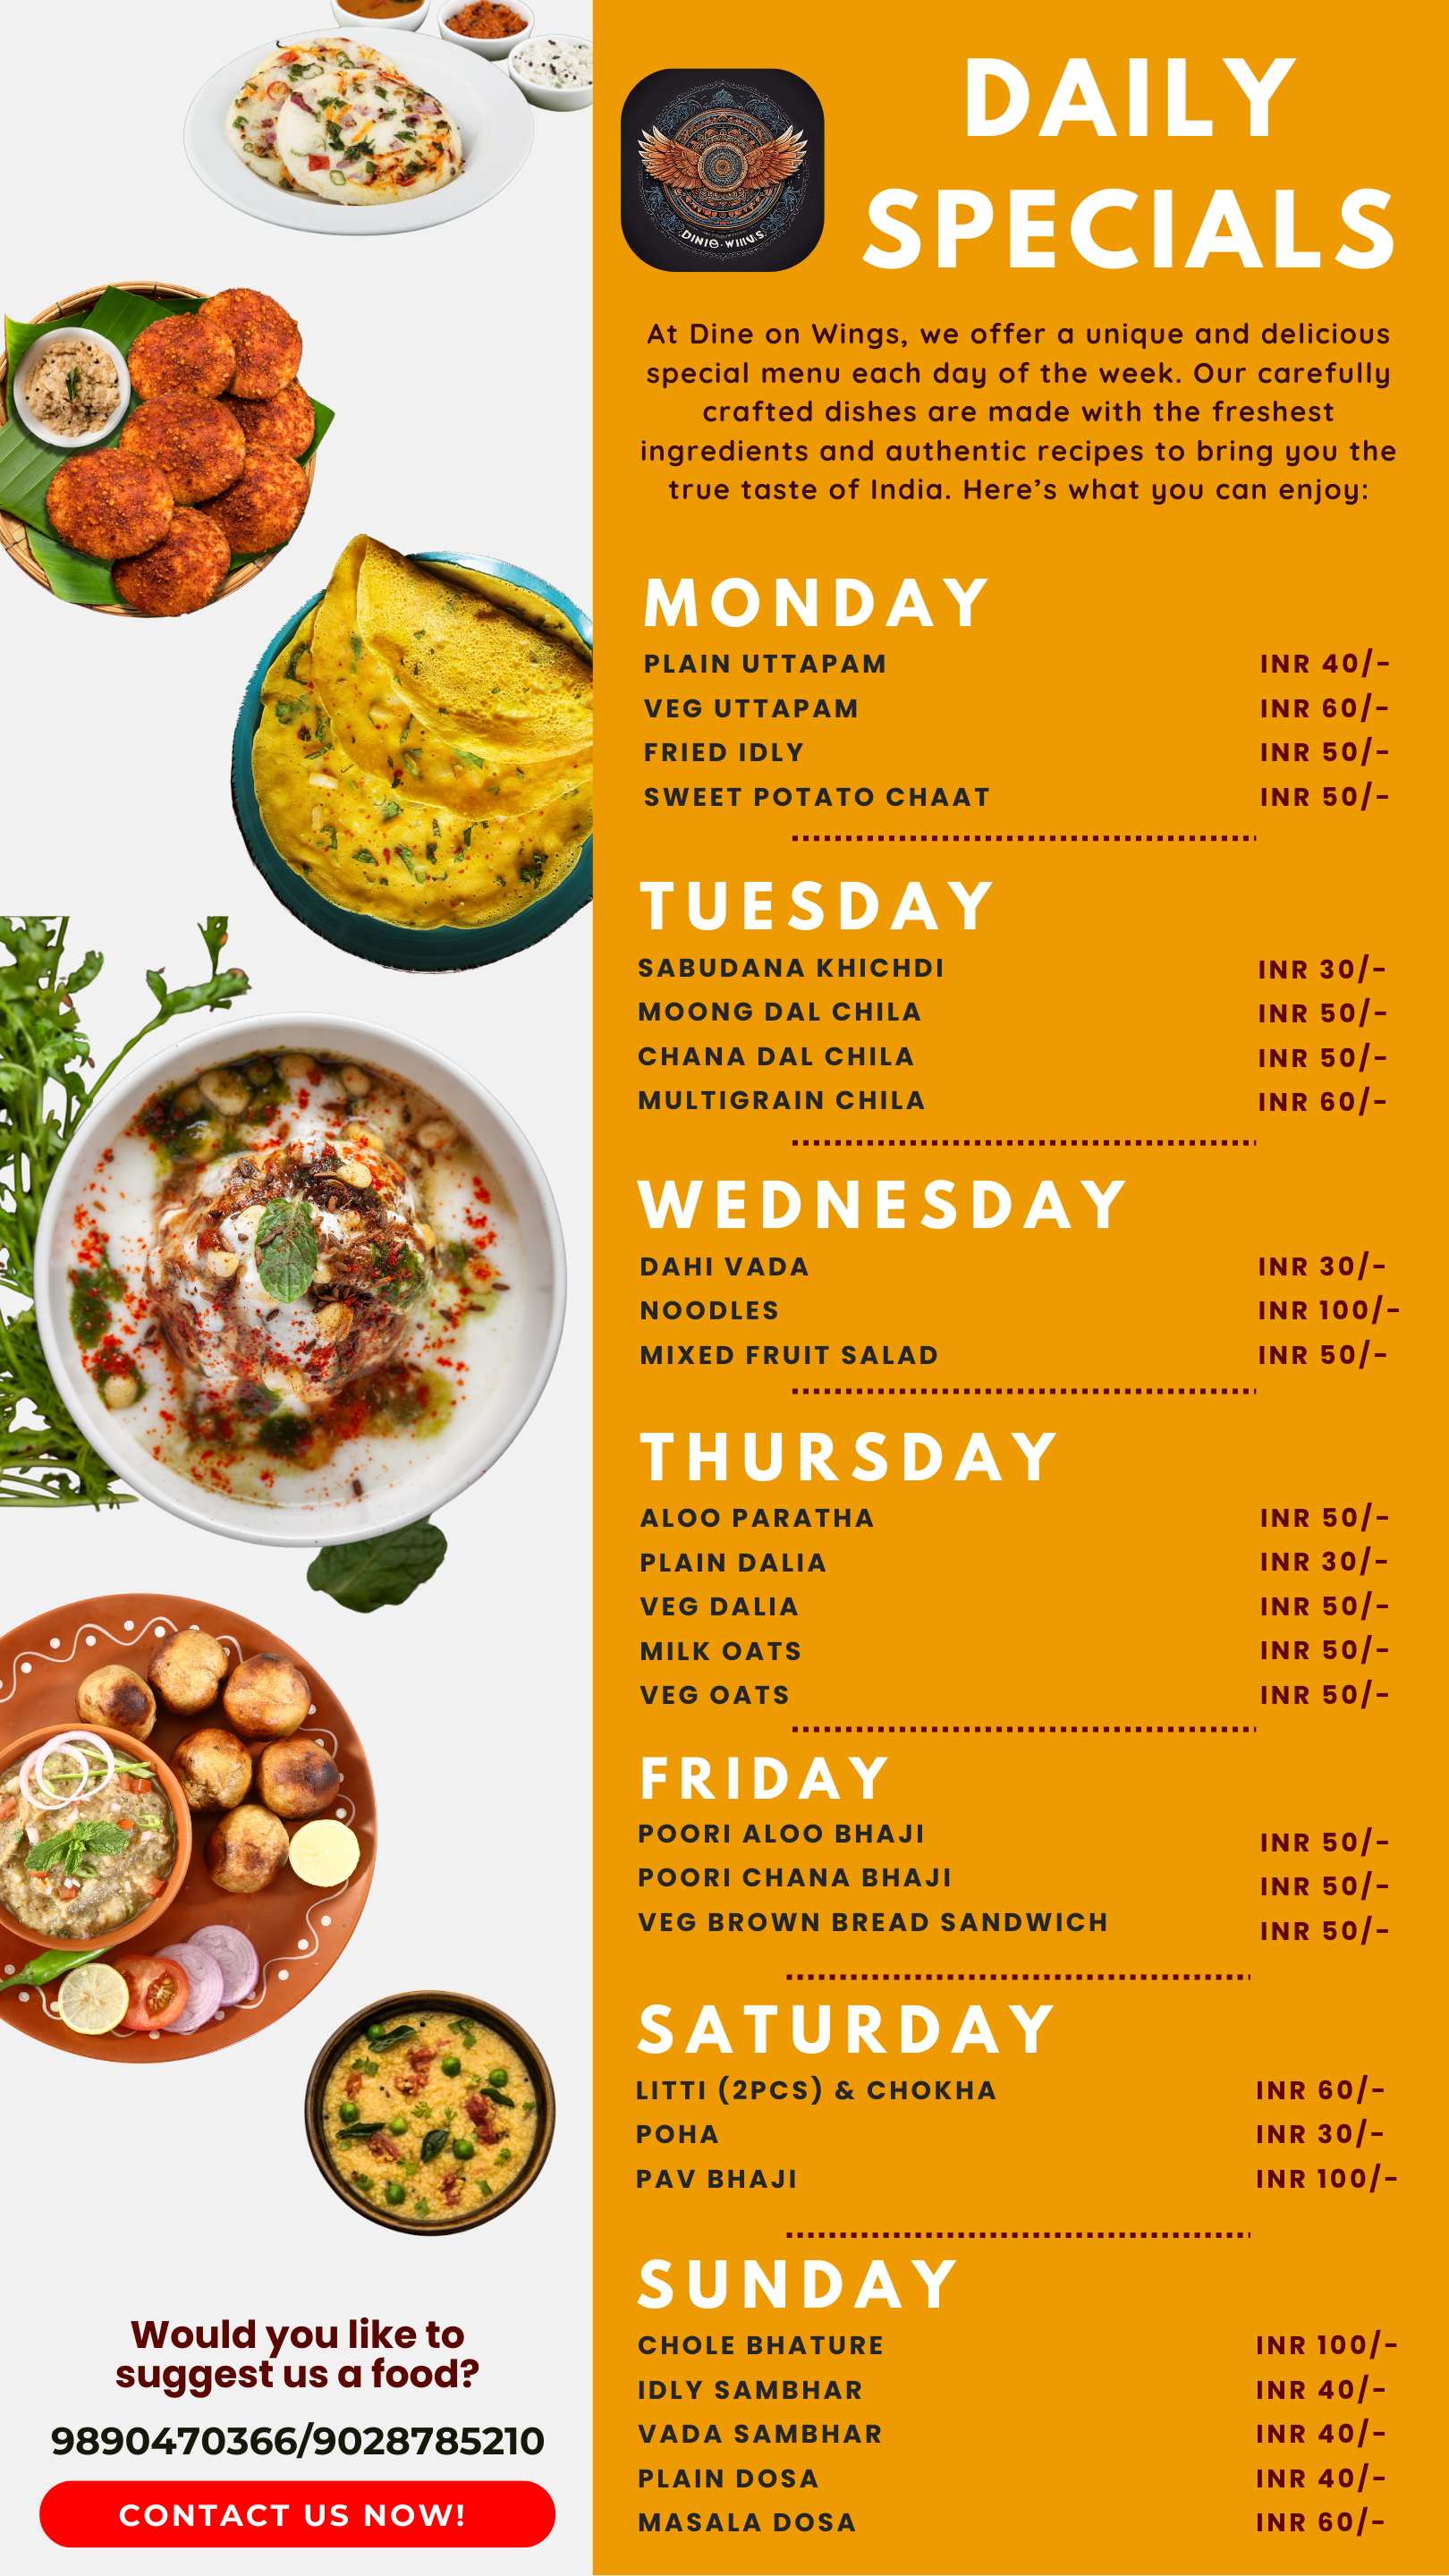 DAILY
SPECIALS
At Dine on Wings, we offer a unique and delicious
special menu each day of the week. Our carefully
crafted dishes are made with the freshest
ingredients and authentic recipes to bring you the
true taste of India. Here’s what you can enjoy:
MONDAY
PLAIN UTTAPAM INR 40/-
VEG UTTAPAM INR 60/-
FRIED IDLY INR 50/-
SWEET POTATO CHAAT INR 50/-
TUESDAY
SABUDANA KHICHDI INR 30/-
MOONG DAL CHILA INR 50/-
CHANA DAL CHILA INR 50/-
MULTIGRAIN CHILA INR 60/-
WEDNESDAY
DAHI VADA INR 30/-
NOODLES INR 100/-
MIXED FRUIT SALAD INR 50/-
THURSDAY
ALOO PARATHA INR 50/-
PLAIN DALIA INR 30/-
VEG DALIA INR 50/-
MILK OATS INR 50/-
VEG OATS INR 50/-
FRIDAY
POORI ALOO BHAJI INR 50/-
POORI CHANA BHAJI INR 50/-
VEG BROWN BREAD SANDWICH INR 50/-
SATURDAY
LITTI (2PCS) & CHOKHA INR 60/-
POHA INR 30/-
PAV BHAJI INR 100/-
SUNDAY
CHOLE BHATURE INR 100/-
IDLY SAMBHAR INR 40/-
VADA SAMBHAR INR 40/-
PLAIN DOSA INR 40/-
MASALA DOSA INR 60/-
Would you like to
suggest us a food?
9890470366/9028785210
CONTACT US NOW!